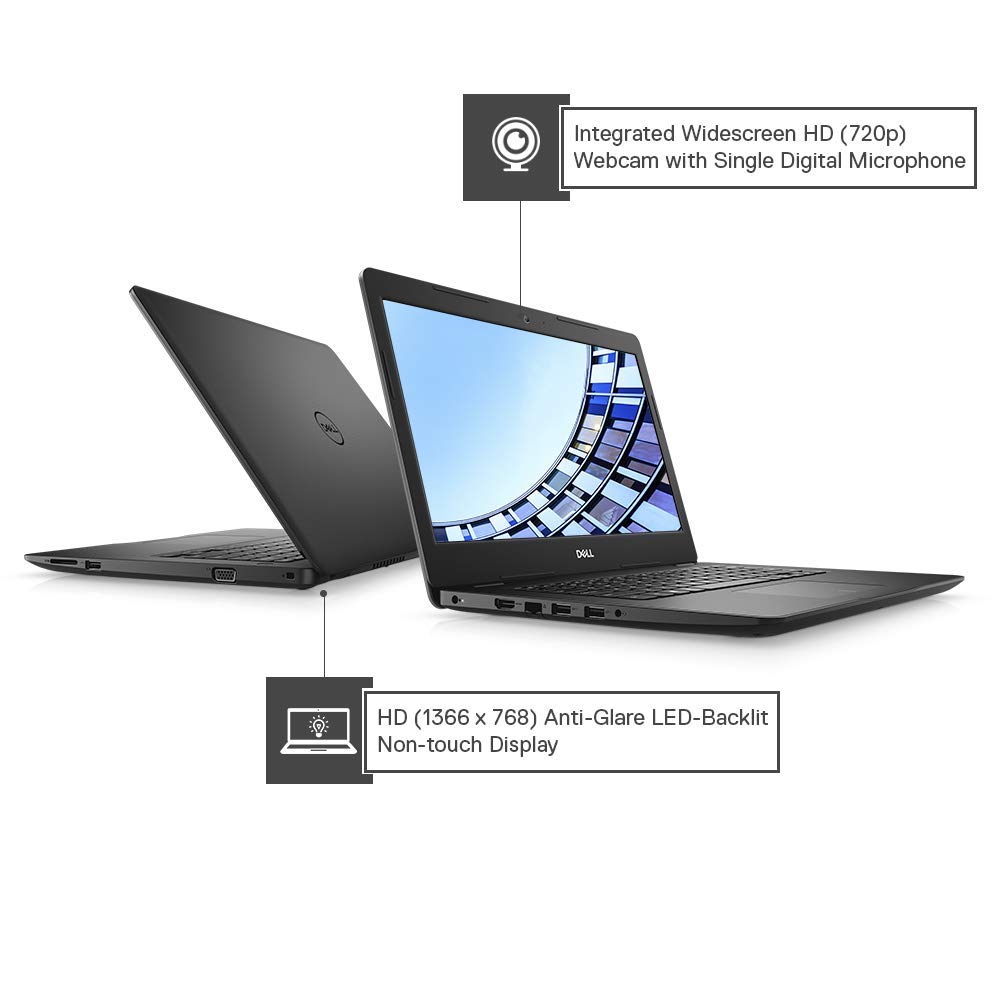 Integrated Widescreen HD (720p)
Webcam with Single Digital Microphone
DELL
DELL
HD (1366 x 768) Anti-Glare LED-Backlit
Non-touch Display